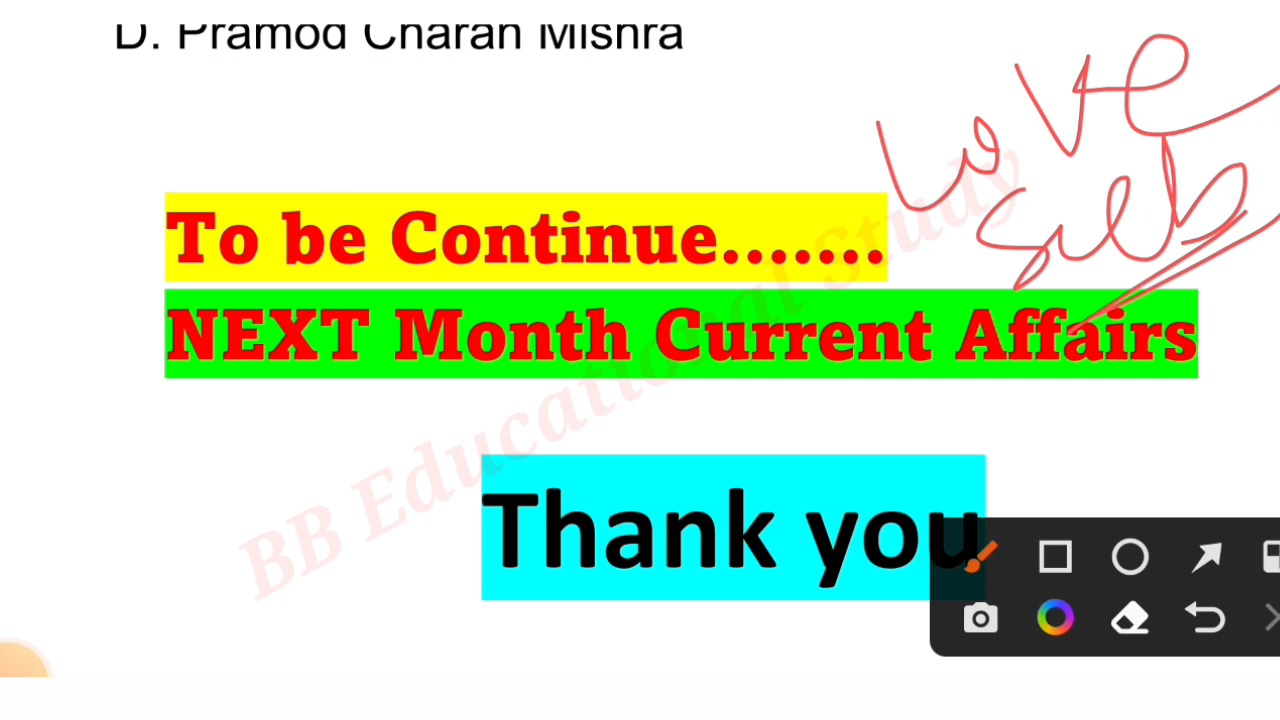 D. Pramod Charan Mishra
Love
To be Continue.......
NEXT Month Current Affairs
BB Educational Study
Thank you